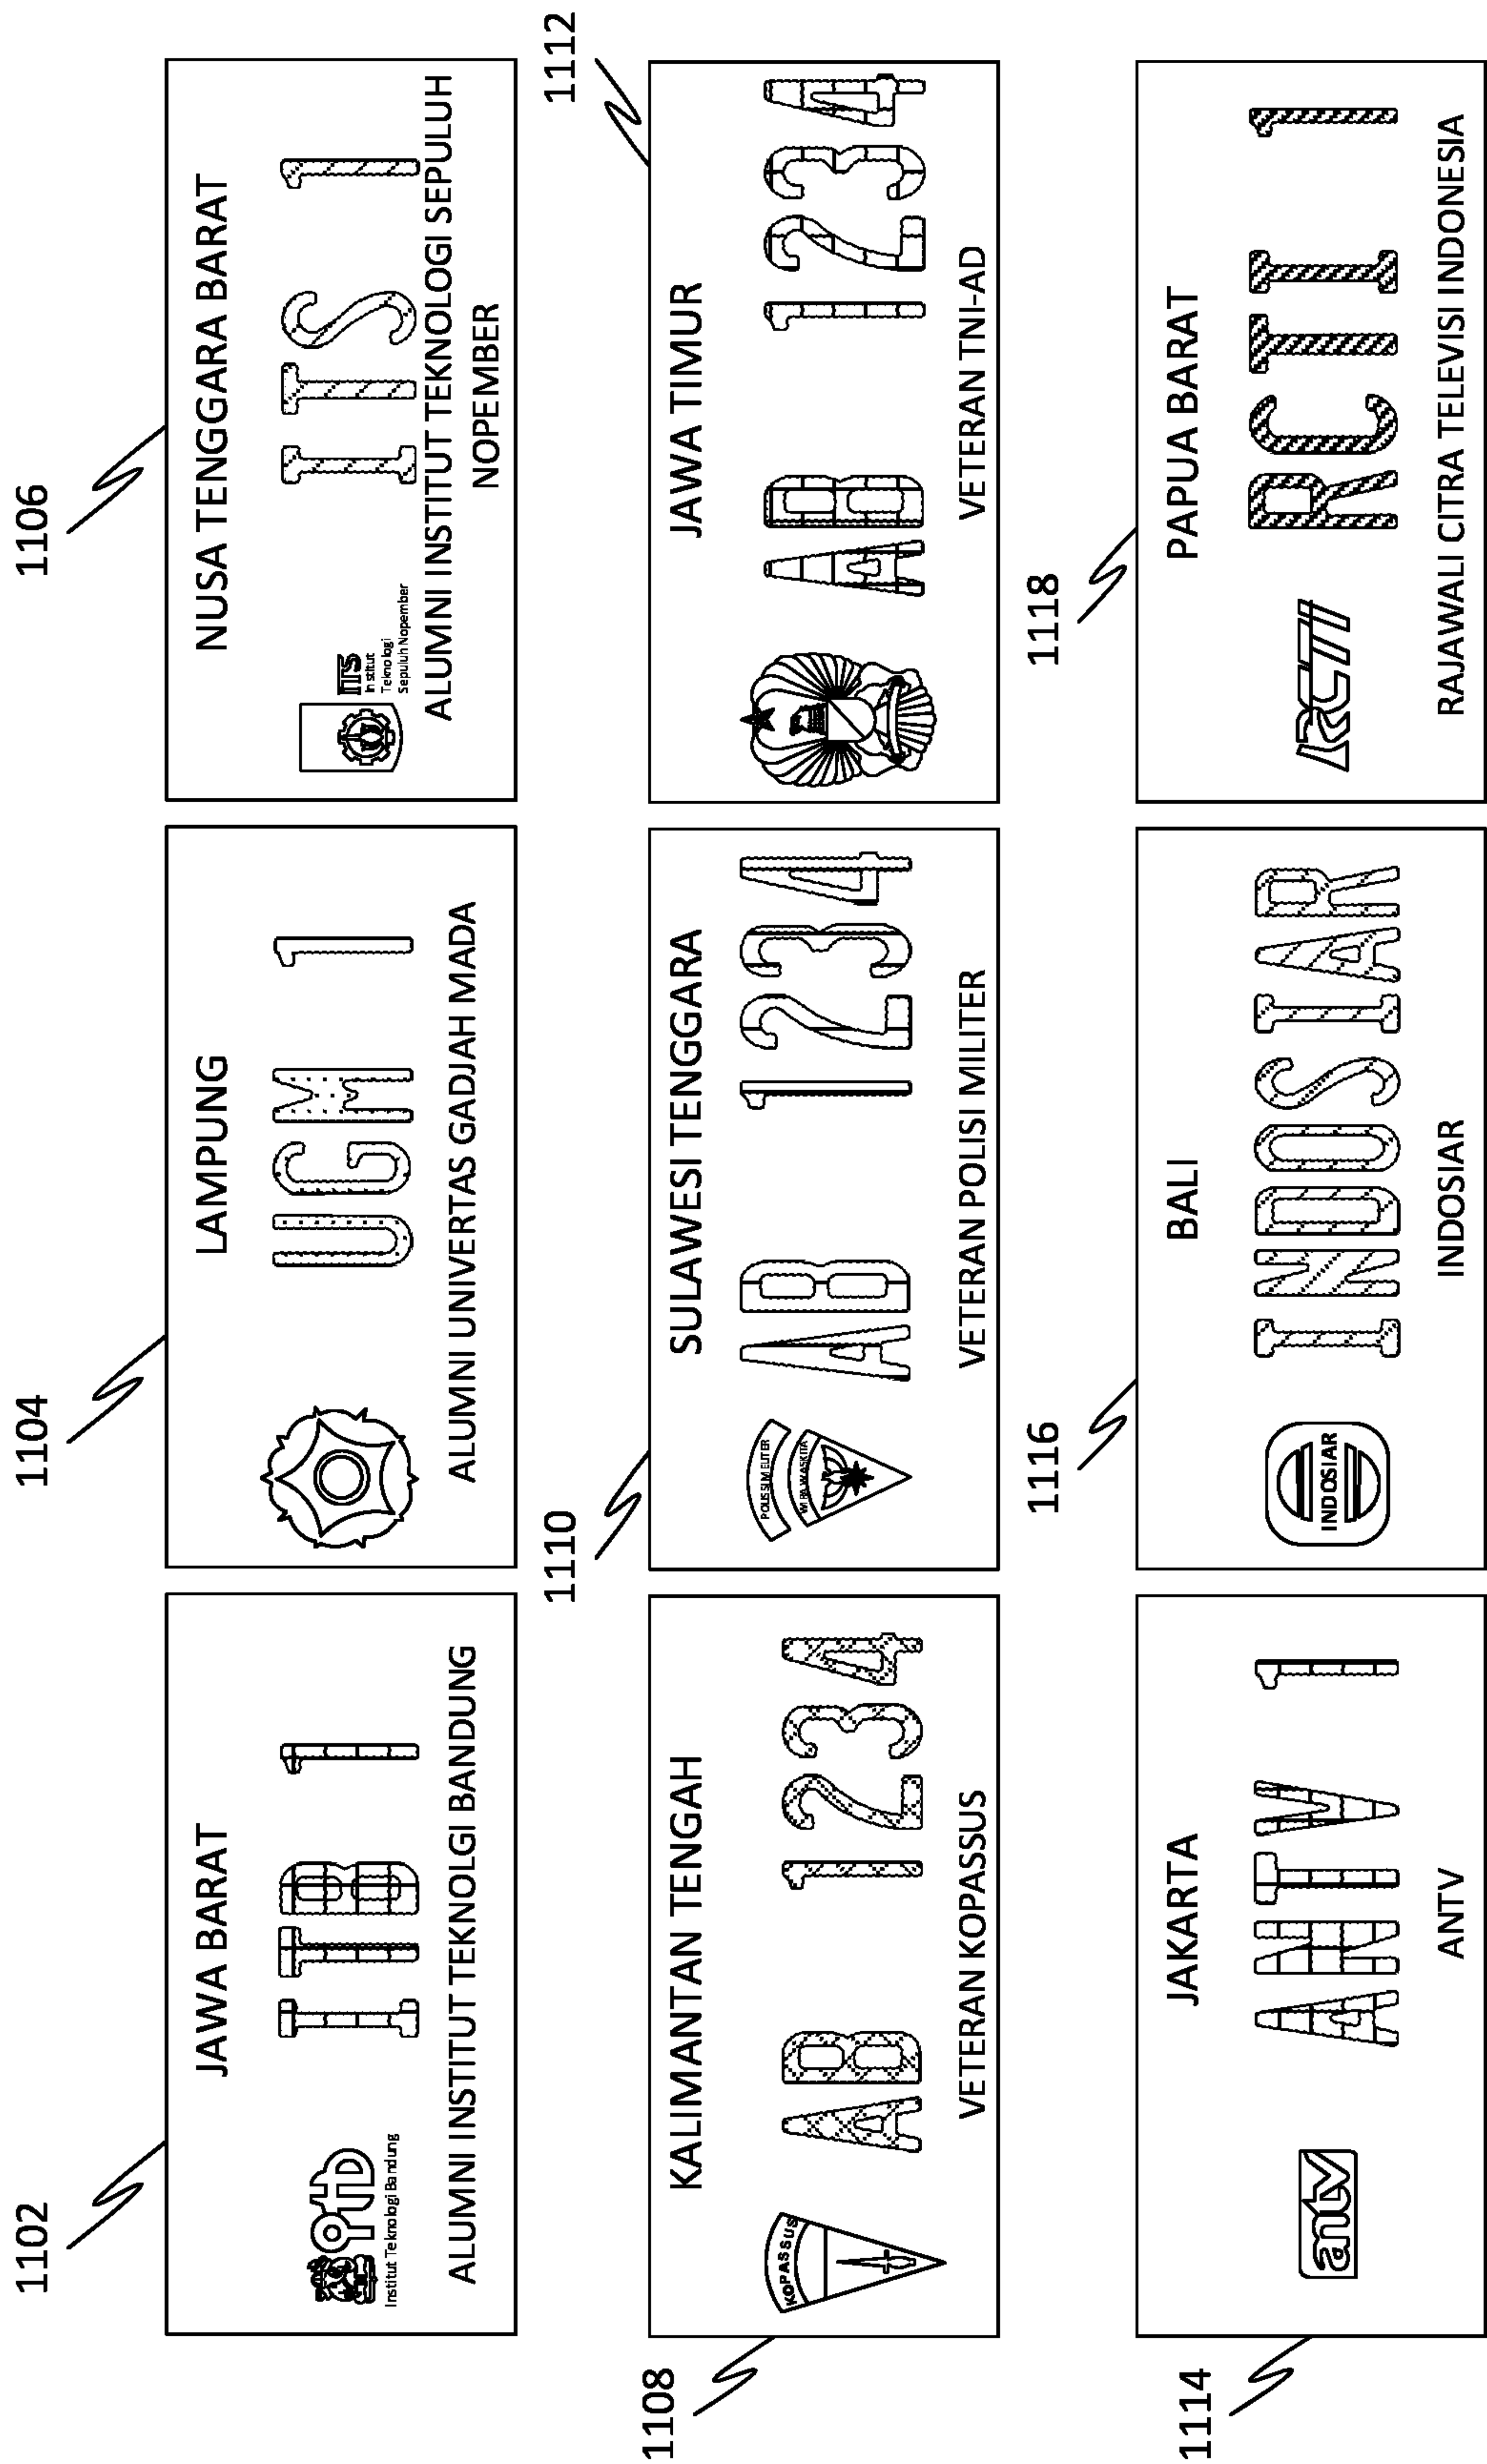 1102
JAWA BARAT
Institut Teknologi Bandung
ITB 1
ALUMNI INSTITUT TEKNOLGI BANDUNG
1104
LAMPUNG
UGM 1
ALUMNI UNIVERTAS GADJAH MADA
1106
NUSA TENGGARA BARAT
ITS
Institut
Teknologi
Sepuluh Nopember
ITS 1
ALUMNI INSTITUT TEKNOLOGI SEPULUH
NOPEMBER
1108
KALIMANTAN TENGAH
KOPASSUS
AB 1234
VETERAN KOPASSUS
1110
SULAWESI TENGGARA
POLISSI MELITER
WIRAWASKITA
AB 1234
VETERAN POLISI MILITER
1112
JAWA TIMUR
AB 1234
VETERAN TNI-AD
1114
JAKARTA
antv
ANTV 1
ANTV
1116
BALI
INDOSIAR
INDOSIAR
INDOSIAR
1118
PAPUA BARAT
RCTI
RCTI 1
RAJAWALI CITRA TELEVISI INDONESIA